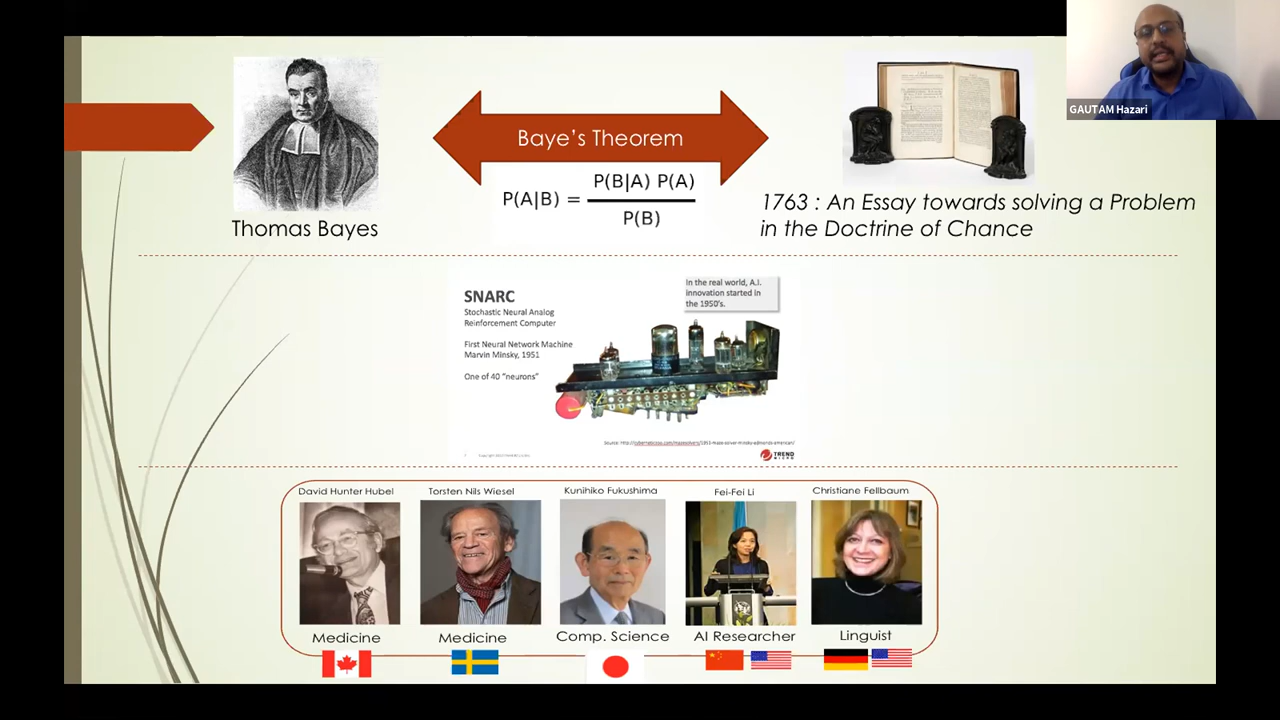 GAUTAM Hazari
Thomas Bayes
Baye's Theorem
P(A|B) = P(B|A) P(A)
P(B)
1763 : An Essay towards solving a Problem
in the Doctrine of Chance
SNARC
Stochastic Neural Analog
Reinforcement Computer
First Neural Network Machine
Marvin Minsky, 1951
One of 40 "neurons"
In the real world, A.I.
innovation started in
the 1950's.
TREND
MICRO
David Hunter Hubel
Torsten Nils Wiesel
Kunihiko Fukushima
Fei-Fei Li
Christiane Fellbaum
Medicine
Medicine
Comp. Science
AI Researcher
Linguist